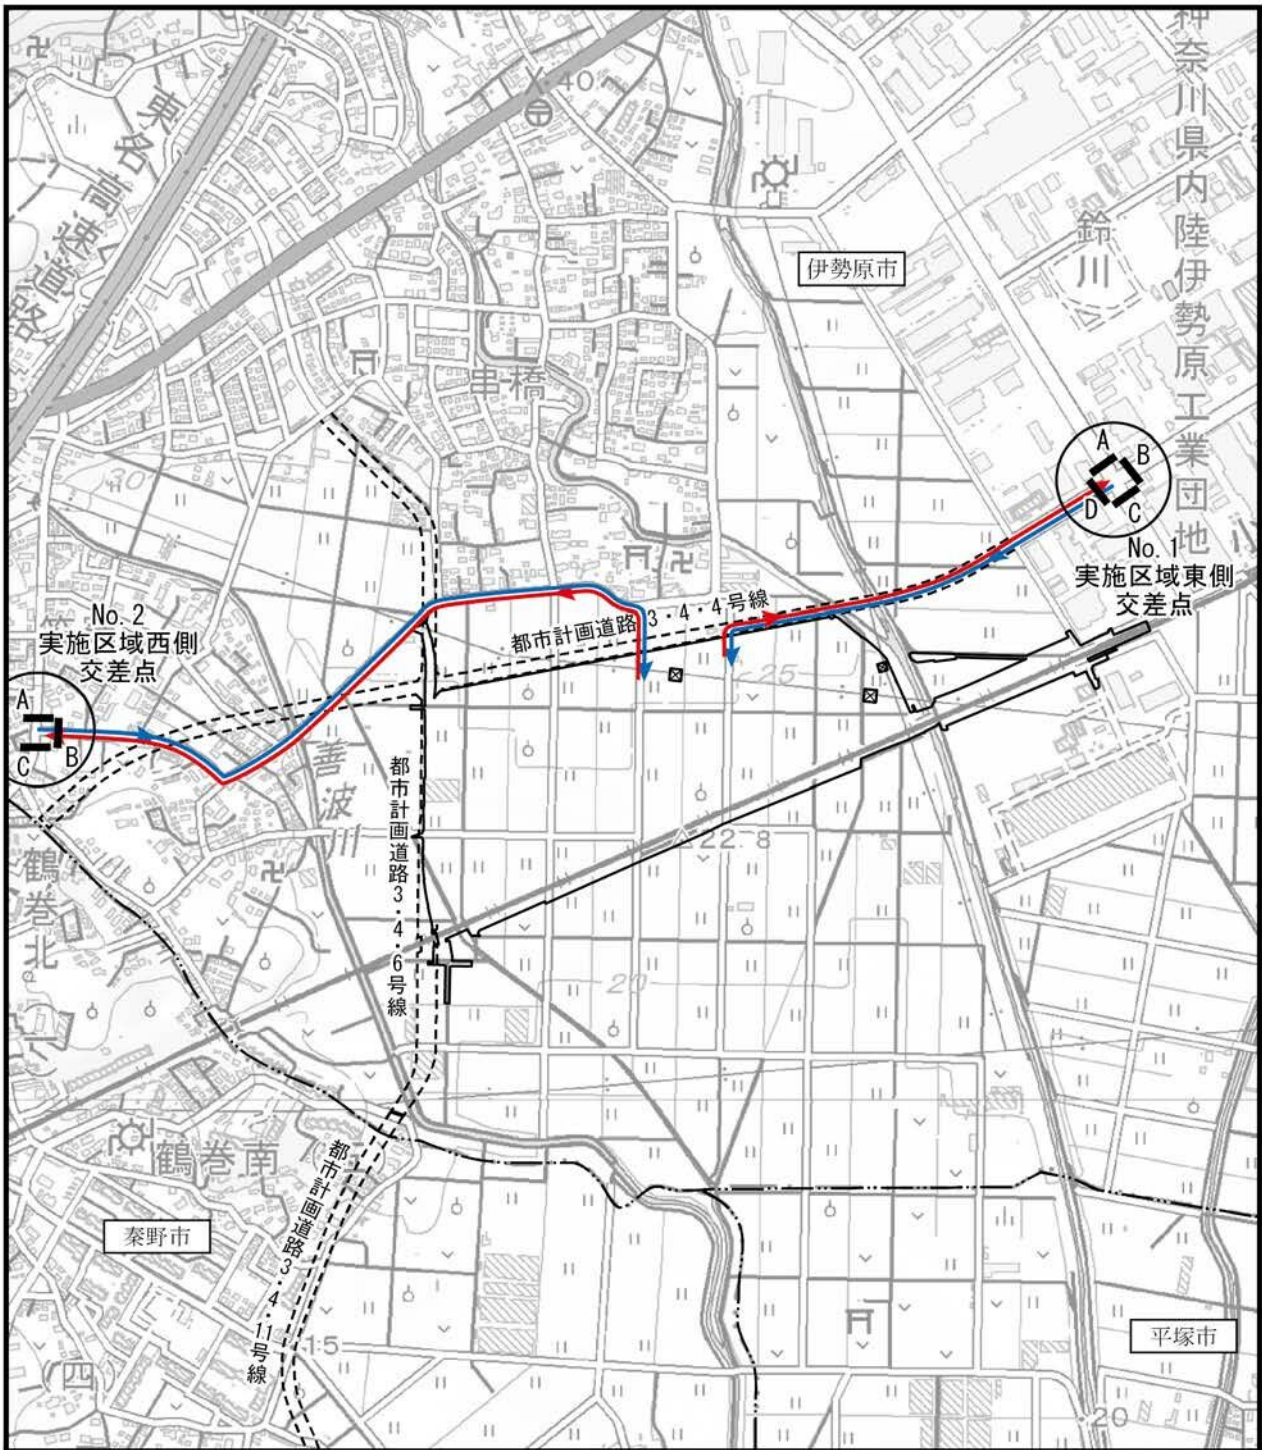 東名高速道路
40
神奈川県内陸伊勢原工業団地
鈴川
伊勢原市
串橋
30
A
B
D
C
No.1
実施区域東側
交差点
No.2
実施区域西側
交差点
A
B
C
都市計画道路3・4・4号線
25
善波川
都市計画道路3・4・6号線
22.8
鶴巻北
20
鶴巻南
都市計画道路3・4・11号線
秦野市
15
平塚市
20